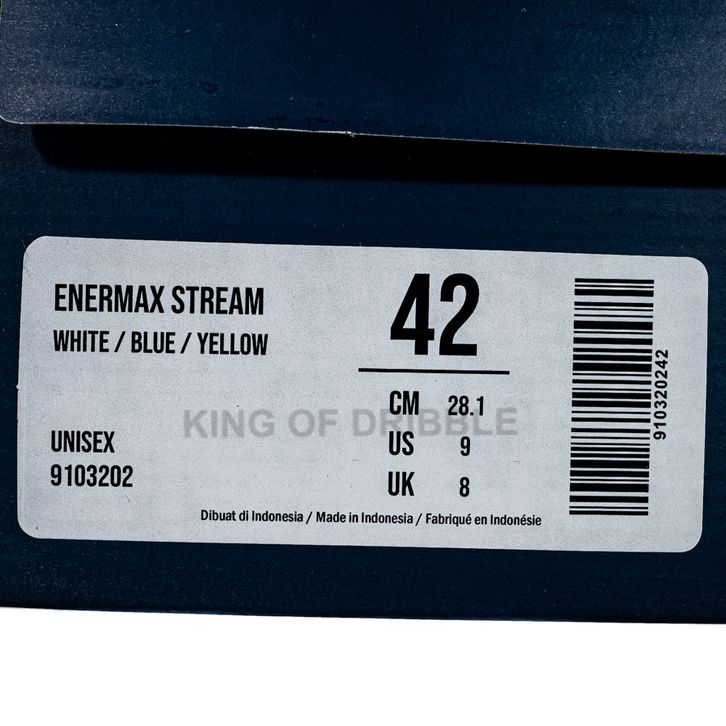 ENERMAX STREAM
WHITE / BLUE / YELLOW
42
CM 28.1
US 9
UK 8
KING OF DRIBBLE
UNISEX
9103202
Dibuat di Indonesia / Made in Indonesia / Fabriqué en Indonésie
910320242